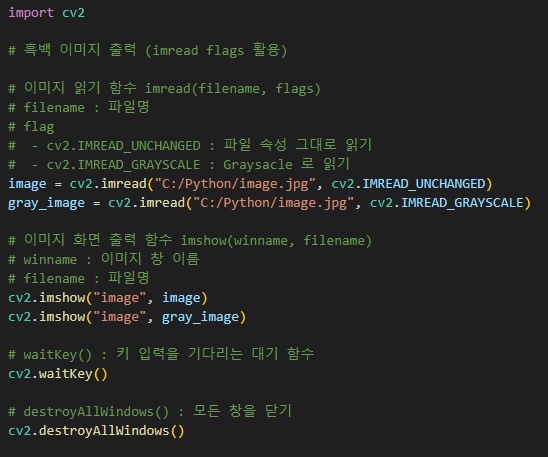 import cv2
# 흑백 이미지 출력 (imread flags 활용)
# 이미지 읽기 함수 imread(filename, flags)
# filename : 파일명
# flag
#  - cv2.IMREAD_UNCHANGED : 파일 속성 그대로 읽기
#  - cv2.IMREAD_GRAYSCALE : Graysacle 로 읽기
image = cv2.imread("C:/Python/image.jpg", cv2.IMREAD_UNCHANGED)
gray_image = cv2.imread("C:/Python/image.jpg", cv2.IMREAD_GRAYSCALE)
# 이미지 화면 출력 함수 imshow(winname, filename)
# winname : 이미지 창 이름
# filename : 파일명
cv2.imshow("image", image)
cv2.imshow("image", gray_image)
# waitKey() : 키 입력을 기다리는 대기 함수
cv2.waitKey()
# destroyAllWindows() : 모든 창을 닫기
cv2.destroyAllWindows()